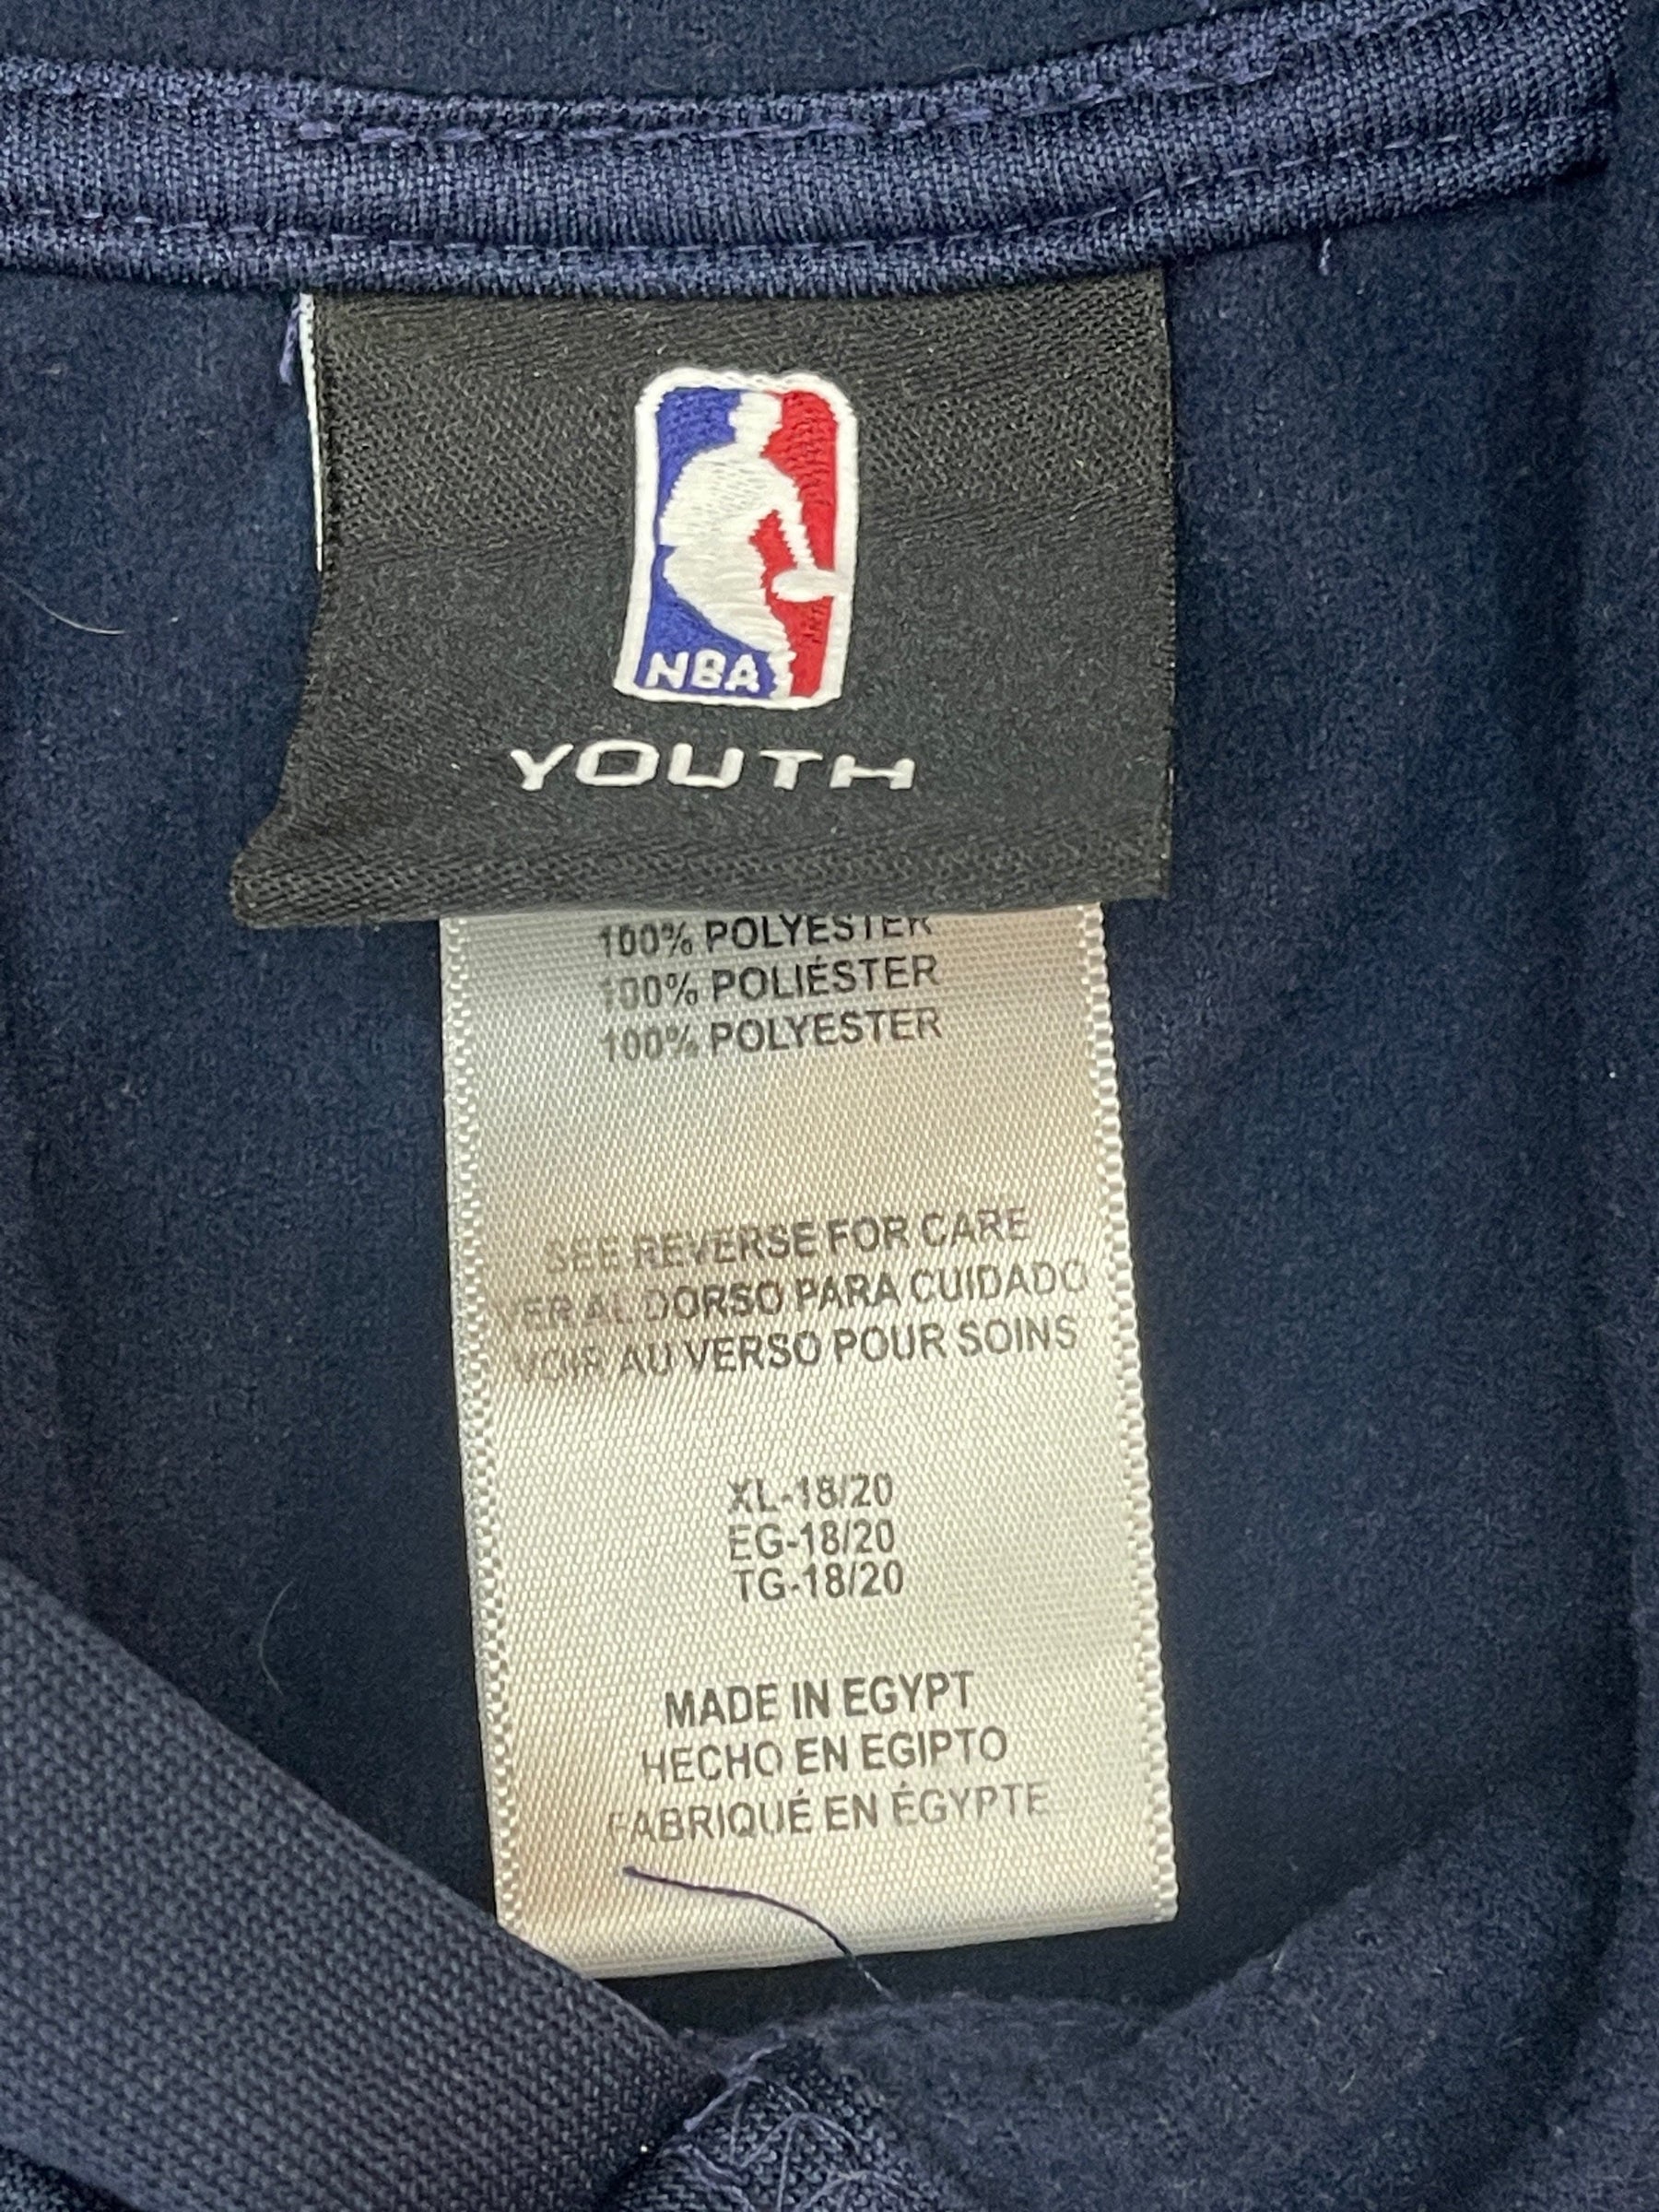 NBA
YOUTH
100% POLYESTER
100% POLIÉSTER
100% POLYESTER
SEE REVERSE FOR CARE
VER AL DORSO PARA CUIDADO
VOIR AU VERSO POUR SOINS
XL-18/20
EG-18/20
TG-18/20
MADE IN EGYPT
HECHO EN EGIPTO
FABRIQUÉ EN ÉGYPTE